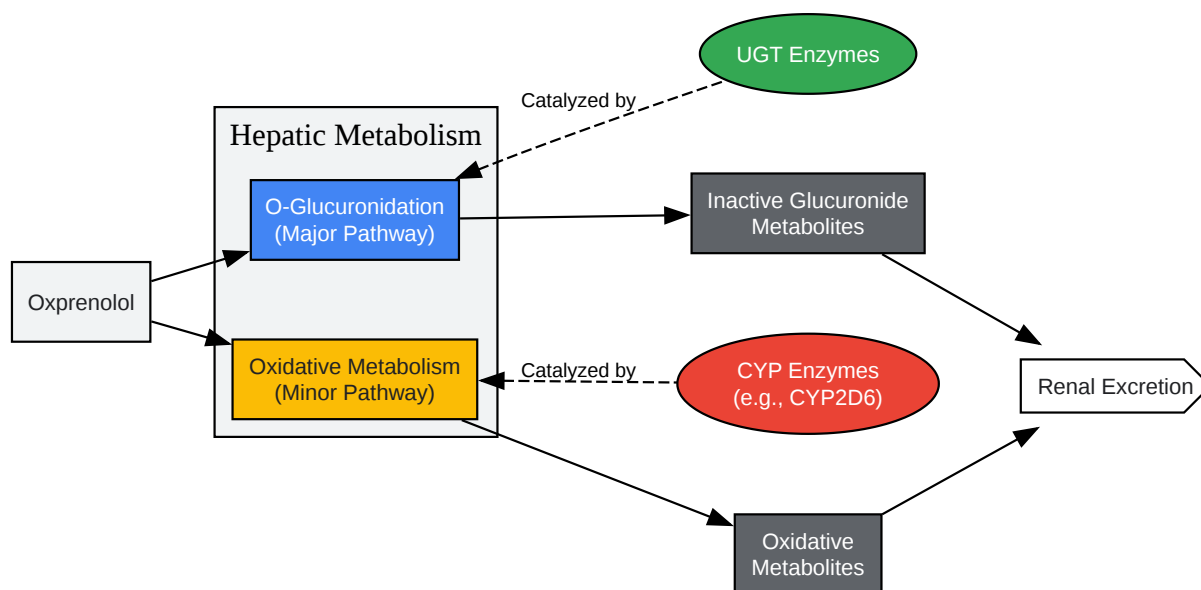 UGT Enzymes
Catalyzed by
Hepatic Metabolism
O-Glucuronidation
(Major Pathway)
Inactive Glucuronide
Metabolites
Oxprenolol
Oxidative Metabolism
(Minor Pathway)
Catalyzed by
CYP Enzymes
(e.g., CYP2D6)
Renal Excretion
Oxidative
Metabolites